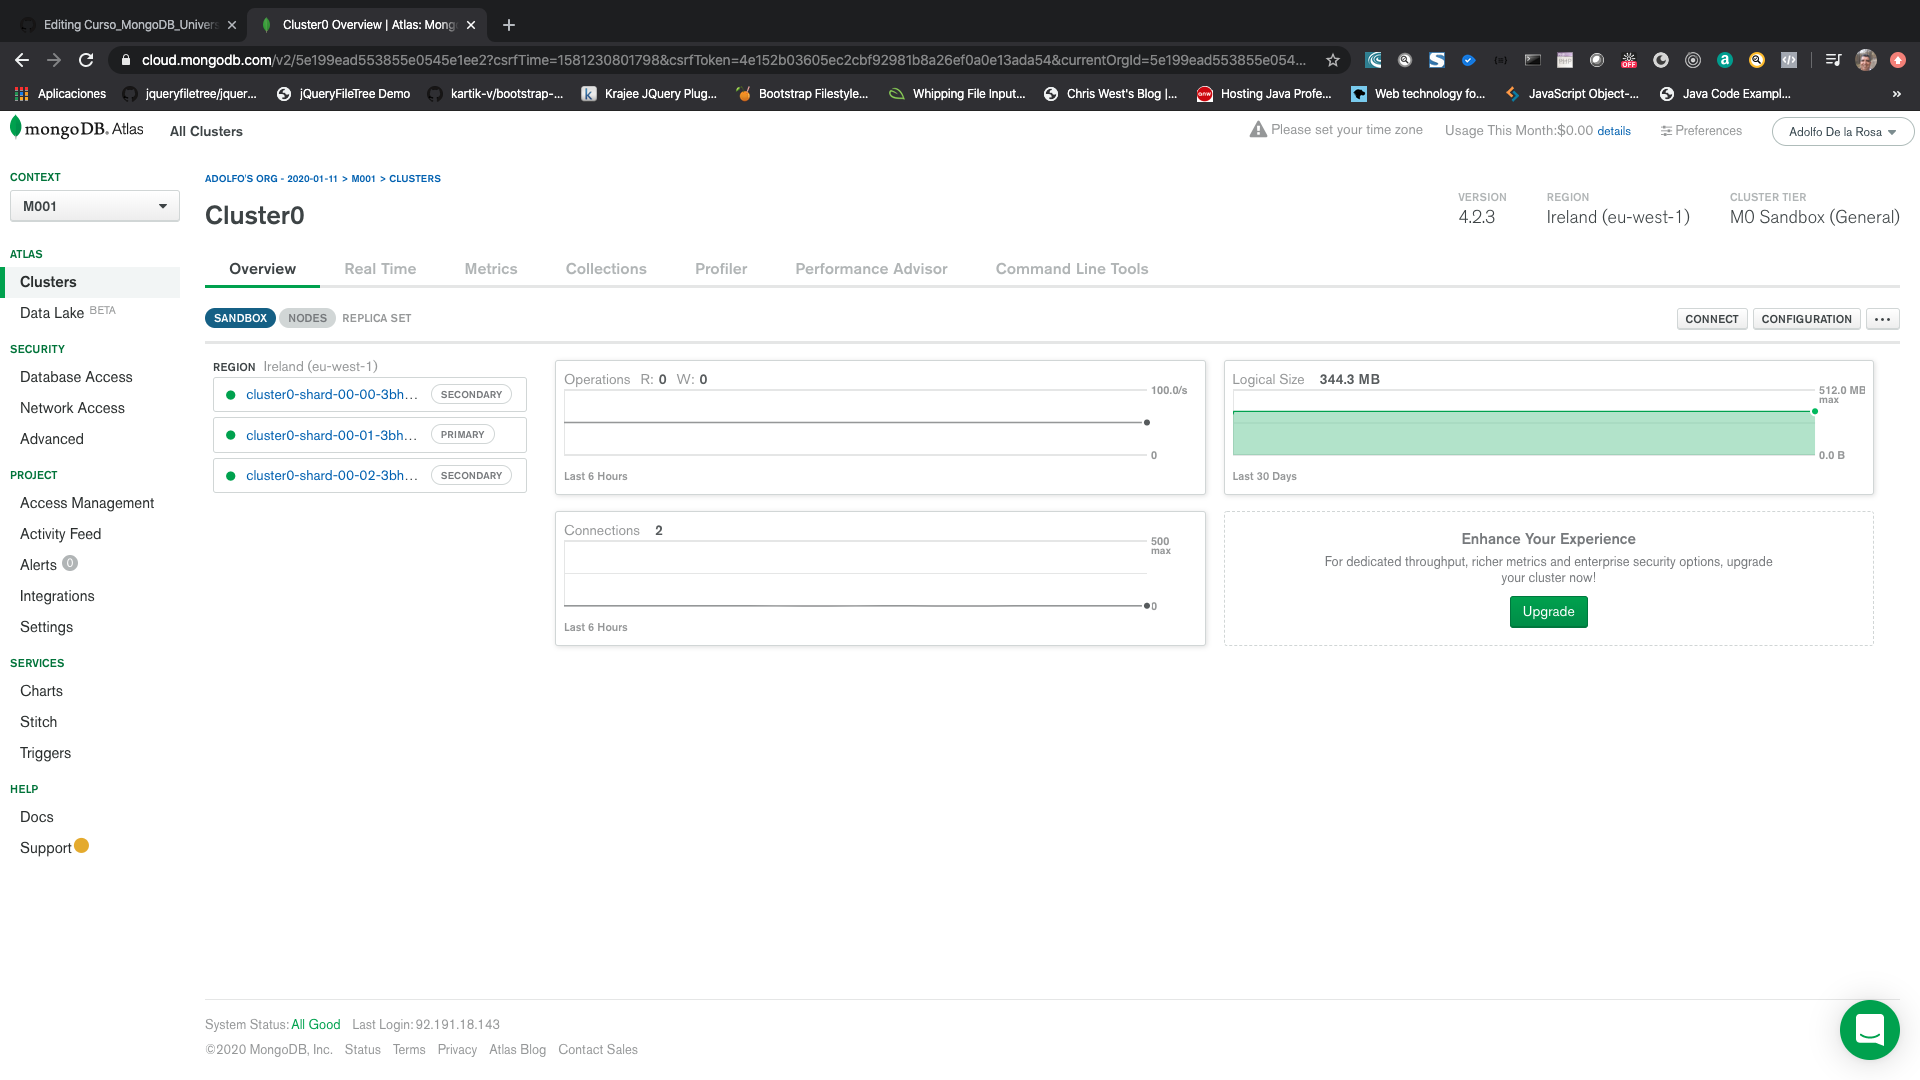 Editing Curso_MongoDB_Univers
Cluster0 Overview | Atlas: Mong
cloud.mongodb.com/v2/5e199ead553855e0545e1ee2?csrfTime=1581230801798&csrfToken=4e152b03605ec2cbf92981b8a26ef0a0e13ada54&currentOrgId=5e199ead553855e054...
Aplicaciones jqueryfiletree/jquer... jQueryFileTree Demo kartik-v/bootstrap-... Krajee JQuery Plug... Bootstrap Filestyle... Whipping File Input... Chris West's Blog |... Hosting Java Profe... Web technology fo... JavaScript Object-... Java Code Exampl... »
mongoDB. Atlas All Clusters Please set your time zone Usage This Month:$0.00 details Preferences Adolfo De la Rosa
CONTEXT
M001
ATLAS
Clusters
Data Lake BETA
SECURITY
Database Access
Network Access
Advanced
PROJECT
Access Management
Activity Feed
Alerts 0
Integrations
Settings
SERVICES
Charts
Stitch
Triggers
HELP
Docs
Support
ADOLFO'S ORG - 2020-01-11 > M001 > CLUSTERS
Cluster0
VERSION
4.2.3
REGION
Ireland (eu-west-1)
CLUSTER TIER
M0 Sandbox (General)
Overview Real Time Metrics Collections Profiler Performance Advisor Command Line Tools
SANDBOX NODES REPLICA SET
CONNECT CONFIGURATION ...
REGION Ireland (eu-west-1)
cluster0-shard-00-00-3bh... SECONDARY
cluster0-shard-00-01-3bh... PRIMARY
cluster0-shard-00-02-3bh... SECONDARY
Operations R: 0 W: 0
100.0/s
0
Last 6 Hours
Logical Size 344.3 MB
512.0 MB
max
0.0 B
Last 30 Days
Connections 2
500
max
0
Last 6 Hours
Enhance Your Experience
For dedicated throughput, richer metrics and enterprise security options, upgrade
your cluster now!
Upgrade
System Status: All Good Last Login: 92.191.18.143
©2020 MongoDB, Inc. Status Terms Privacy Atlas Blog Contact Sales